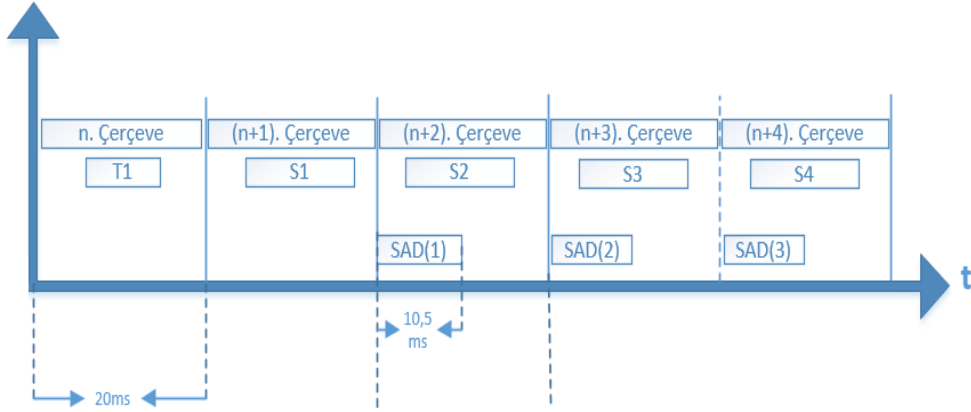 n. Çerçeve (n+1). Çerçeve (n+2). Çerçeve (n+3). Çerçeve (n+4). Çerçeve
T1 S1 S2 S3 S4
SAD(1) SAD(2) SAD(3)
t
10,5
ms
20ms